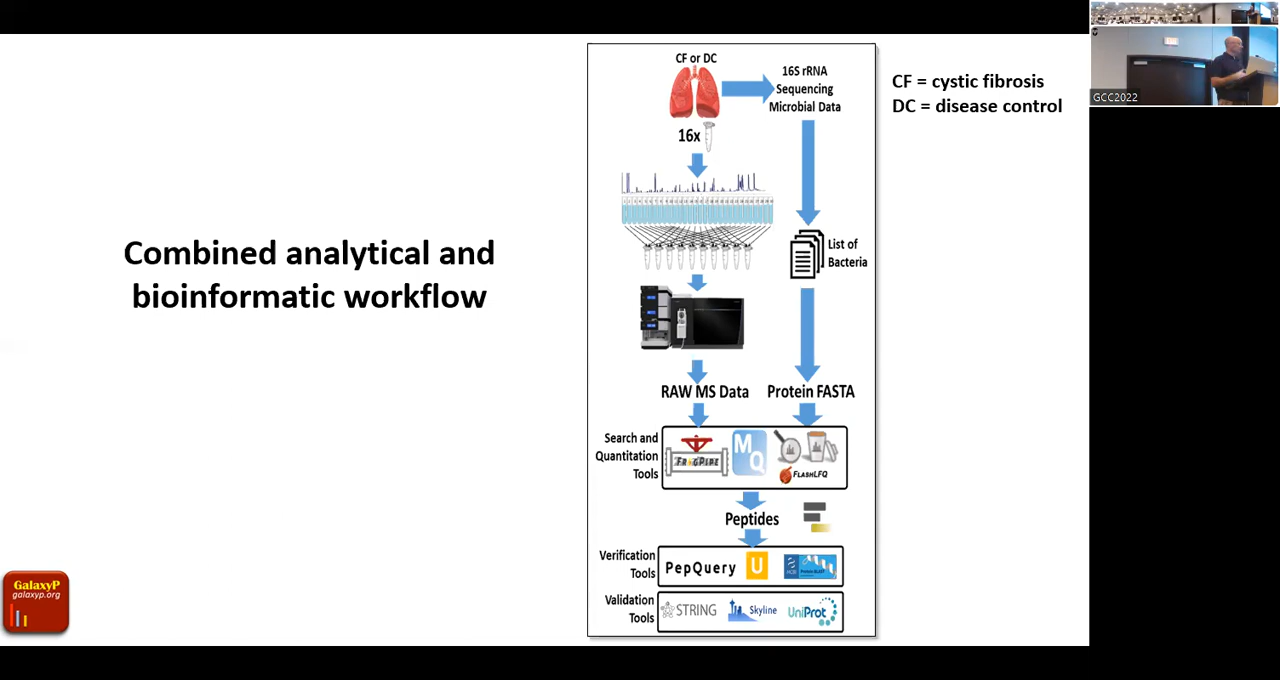 Combined analytical and
bioinformatic workflow
GalaxyP
galaxyp.org
CF or DC
16S rRNA
Sequencing
Microbial Data
16x
List of
Bacteria
RAW MS Data
Protein FASTA
Search and
Quantitation
Tools
FragPipe
MQ
FlashLFQ
Peptides
Verification
Tools
PepQuery
U
Validation
Tools
STRING
Skyline
UniProt
CF = cystic fibrosis
DC = disease control
GCC2022